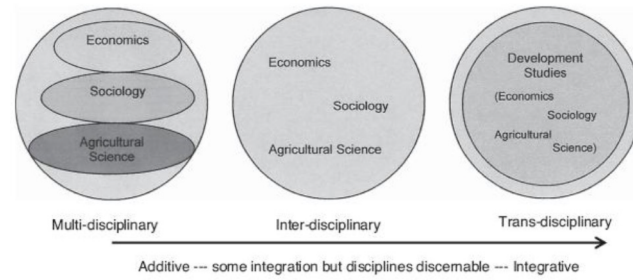 Economics
Sociology
Agricultural
Science
Economics
Sociology
Agricultural Science
Development
Studies
(Economics
Sociology
Agricultural
Science)
Multi-disciplinary
Inter-disciplinary
Trans-disciplinary
Additive --- some integration but disciplines discernable --- Integrative